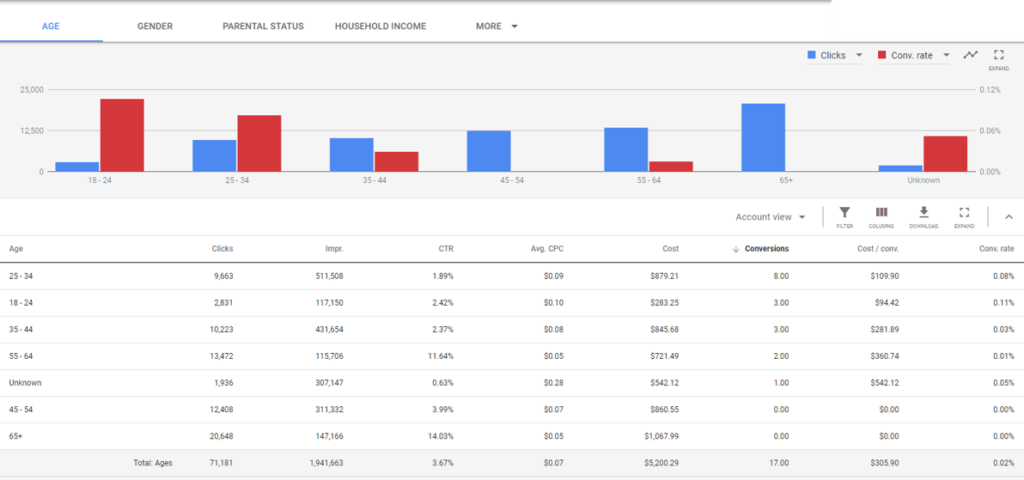 AGE GENDER PARENTAL STATUS HOUSEHOLD INCOME MORE
Clicks Conv. rate EXPAND
25,000 0.12%
12,500 0.06%
0 0.00%
18 - 24 25 - 34 35 - 44 45 - 54 55 - 64 65+ Unknown
Account view FILTER COLUMNS DOWNLOAD EXPAND
Age Clicks Impr. CTR Avg. CPC Cost Conversions Cost / conv. Conv. rate
25 - 34 9,663 511,508 1.89% $0.09 $879.21 8.00 $109.90 0.08%
18 - 24 2,831 117,150 2.42% $0.10 $283.25 3.00 $94.42 0.11%
35 - 44 10,223 431,654 2.37% $0.08 $845.68 3.00 $281.89 0.03%
55 - 64 13,472 115,706 11.64% $0.05 $721.49 2.00 $360.74 0.01%
Unknown 1,936 307,147 0.63% $0.28 $542.12 1.00 $542.12 0.05%
45 - 54 12,408 311,332 3.99% $0.07 $860.55 0.00 $0.00 0.00%
65+ 20,648 147,166 14.03% $0.05 $1,067.99 0.00 $0.00 0.00%
Total: Ages 71,181 1,941,663 3.67% $0.07 $5,200.29 17.00 $305.90 0.02%